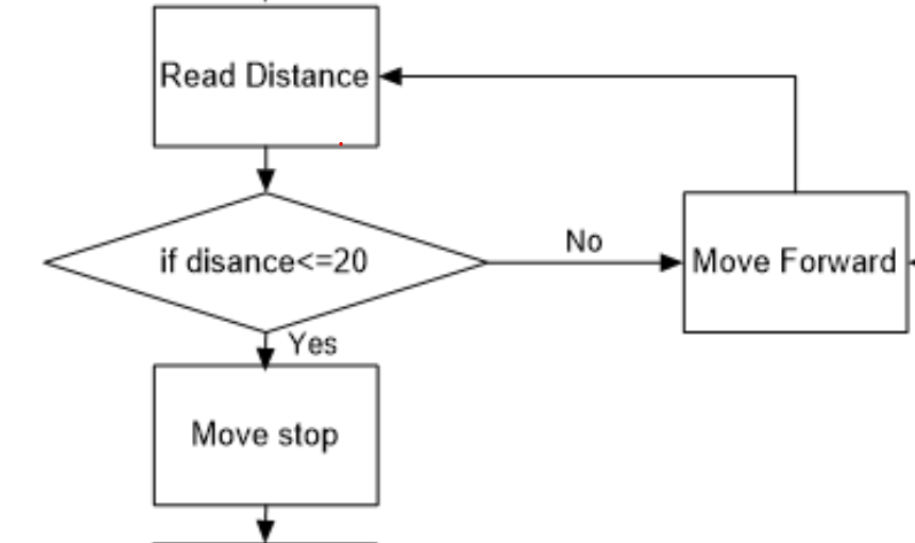 Read Distance
if disance<=20
No
Move Forward
Yes
Move stop